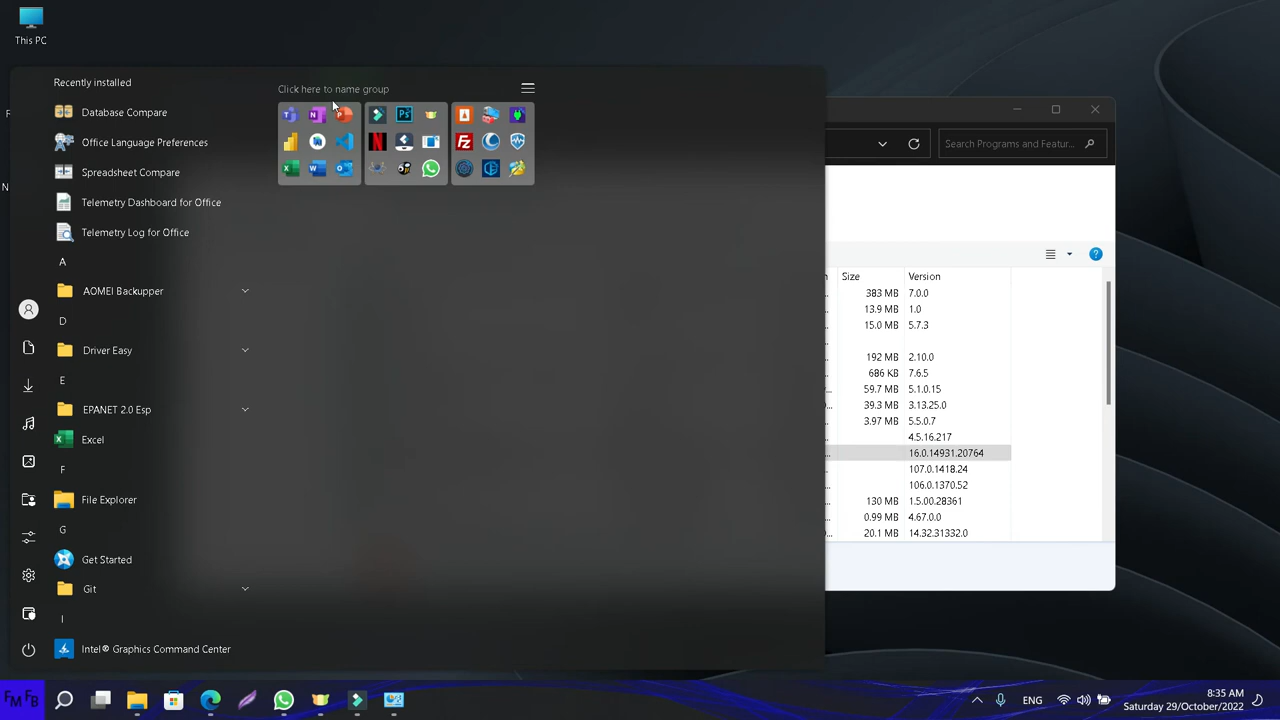 This PC
Recently installed
Database Compare
Office Language Preferences
Spreadsheet Compare
Telemetry Dashboard for Office
Telemetry Log for Office
A
AOMEI Backupper
D
Driver Easy
E
EPANET 2.0 Esp
Excel
F
File Explorer
G
Get Started
Git
I
Intel® Graphics Command Center
Click here to name group
Search Programs and Featur...
Size Version
383 MB 7.0.0
13.9 MB 1.0
15.0 MB 5.7.3
192 MB 2.10.0
686 KB 7.6.5
59.7 MB 5.1.0.15
39.3 MB 3.13.25.0
3.97 MB 5.5.0.7
4.5.16.217
16.0.14931.20764
107.0.1418.24
106.0.1370.52
130 MB 1.5.00.28361
0.99 MB 4.67.0.0
20.1 MB 14.32.31332.0
FM FB
ENG
8:35 AM
Saturday 29/October/2022